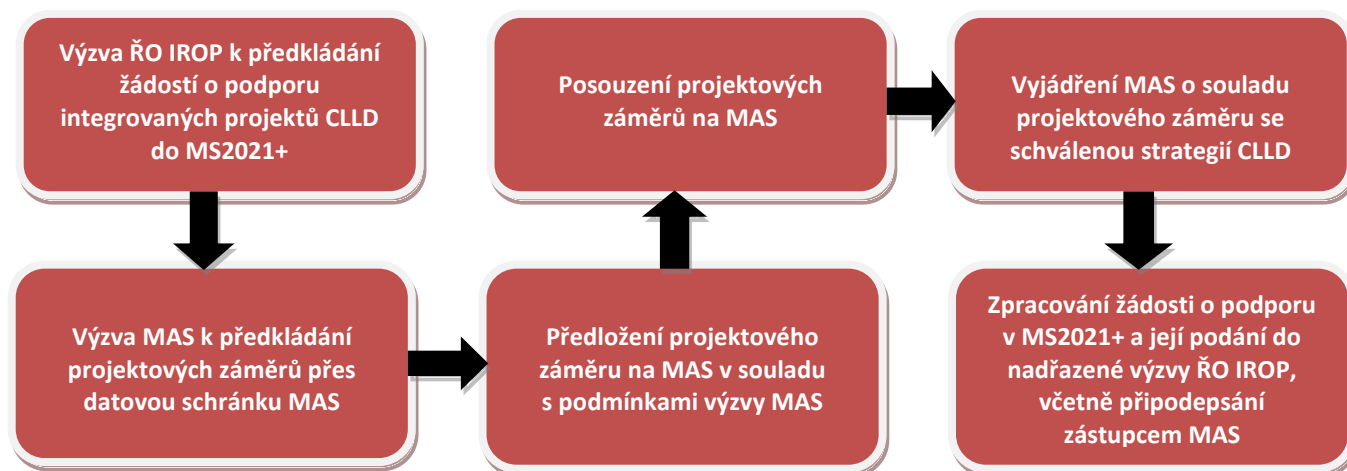 Výzva ŘO IROP k předkládání
žádostí o podporu
integrovaných projektů CLLD
do MS2021+
Výzva MAS k předkládání
projektových záměrů přes
datovou schránku MAS
Předložení projektového
záměru na MAS v souladu
s podmínkami výzvy MAS
Posouzení projektových
záměrů na MAS
Vyjádření MAS o souladu
projektového záměru se
schválenou strategií CLLD
Zpracování žádosti o podporu
v MS2021+ a její podání do
nadřazené výzvy ŘO IROP,
včetně připodepsání
zástupcem MAS